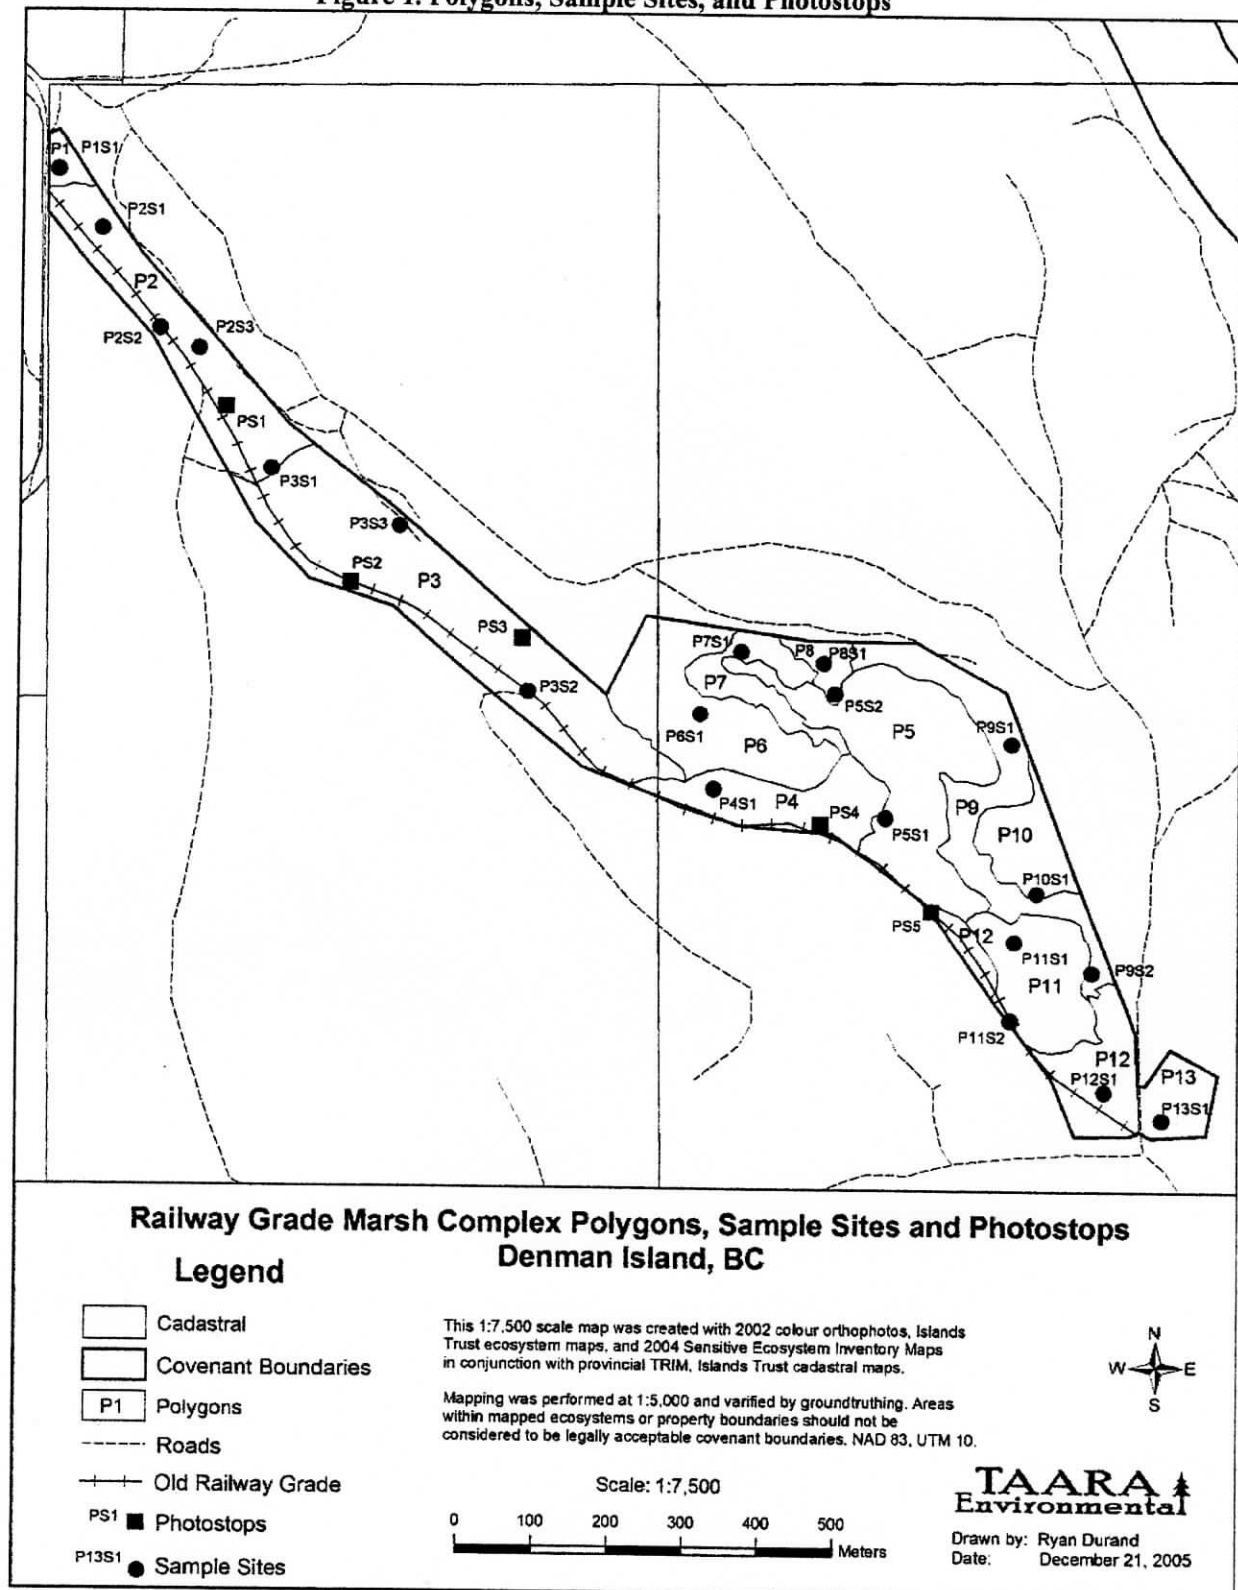 Figure 1. Polygons, Sample Sites, and Photostops
P1 P1S1
P2S1
P2
P2S2
P2S3
PS1
P3S1
P3S3
PS2
P3
PS3
P3S2
P7S1
P8
P8S1
P7
P5S2
P6S1
P6
P5
P9S1
P4S1
P4
PS4
P5S1
P9
P10
P10S1
PS5
P12
P11S1
P9S2
P11
P11S2
P12
P12S1
P13
P13S1
Railway Grade Marsh Complex Polygons, Sample Sites and Photostops
Denman Island, BC
Legend
Cadastral
Covenant Boundaries
P1 Polygons
Roads
Old Railway Grade
PS1 Photostops
P13S1 Sample Sites
This 1:7,500 scale map was created with 2002 colour orthophotos, Islands
Trust ecosystem maps, and 2004 Sensitive Ecosystem Inventory Maps
in conjunction with provincial TRIM, Islands Trust cadastral maps.
Mapping was performed at 1:5,000 and varified by groundtruthing. Areas
within mapped ecosystems or property boundaries should not be
considered to be legally acceptable covenant boundaries. NAD 83, UTM 10.
Scale: 1:7,500
0 100 200 300 400 500
Meters
N
W E
S
TAARA
Environmental
Drawn by: Ryan Durand
Date: December 21, 2005